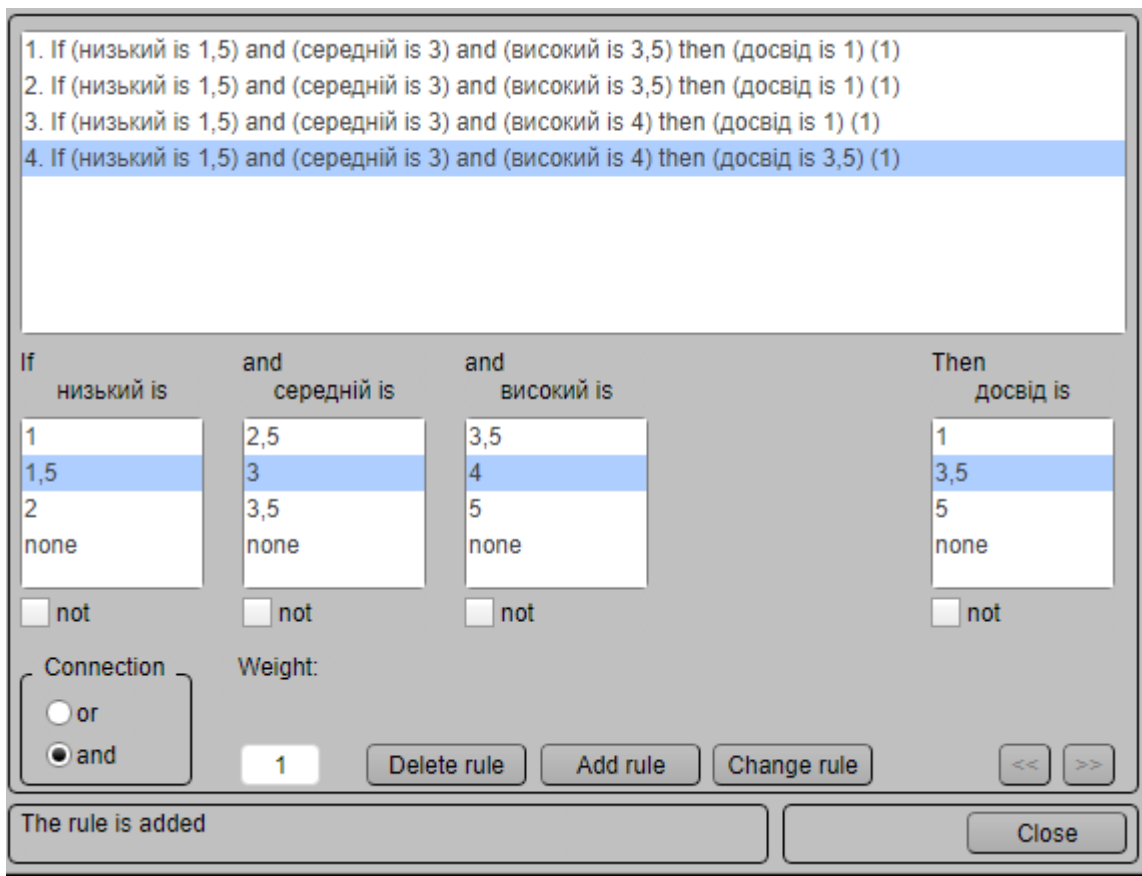 1. If (низький is 1,5) and (середній is 3) and (високий is 3,5) then (досвід is 1) (1)
2. If (низький is 1,5) and (середній is 3) and (високий is 3,5) then (досвід is 1) (1)
3. If (низький is 1,5) and (середній is 3) and (високий is 4) then (досвід is 1) (1)
4. If (низький is 1,5) and (середній is 3) and (високий is 4) then (досвід is 3,5) (1)
If and and Then
низький is середній is високий is досвід is
1 2,5 3,5 1
1,5 3 4 3,5
2 3,5 5 5
none none none none
not not not not
Connection Weight:
or
and 1 Delete rule Add rule Change rule << >>
The rule is added Close